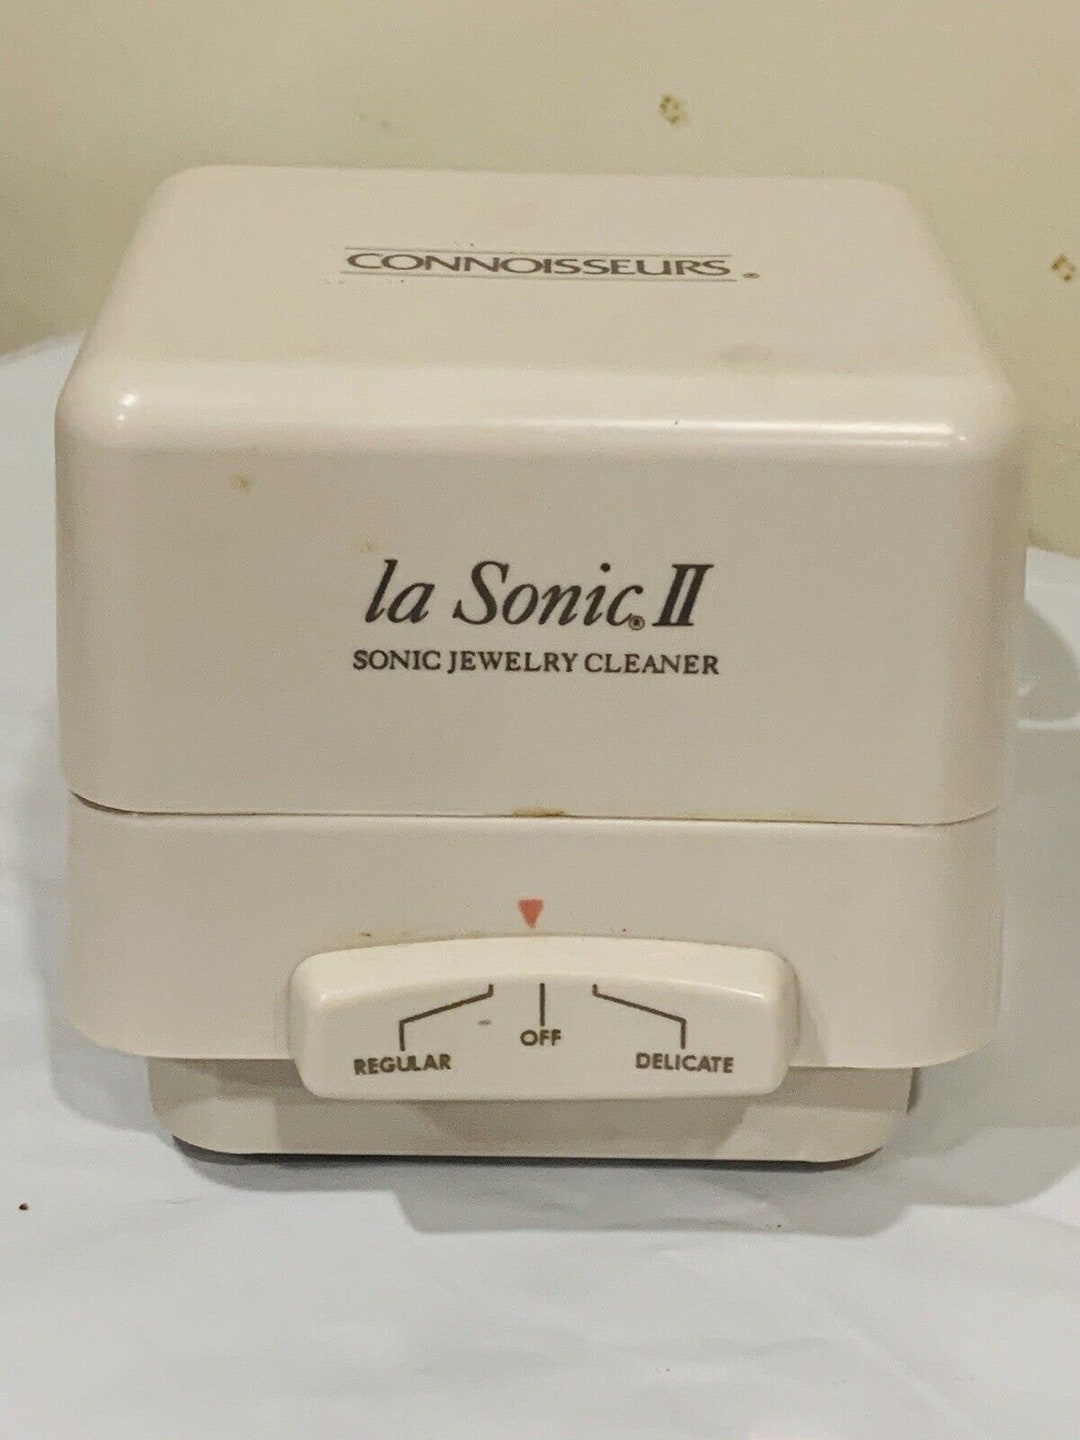 CONNOISSEURS®
la Sonic® II
SONIC JEWELRY CLEANER
OFF
REGULAR DELICATE